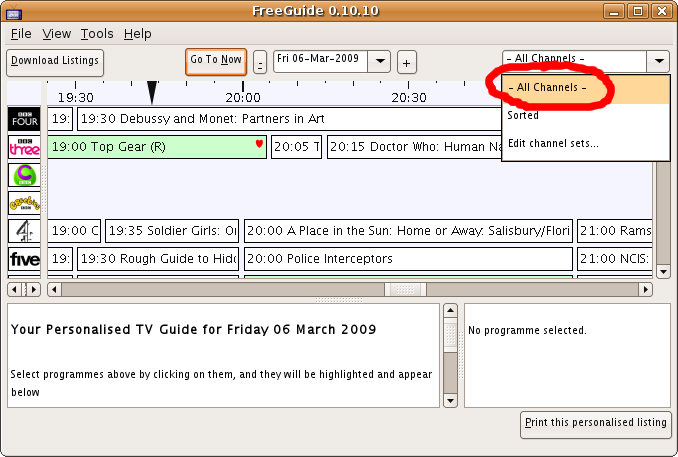 FreeGuide 0.10.10
File View Tools Help
Download Listings
Go To Now
-
Fri 06-Mar-2009
+
- All Channels -
- All Channels -
Sorted
Edit channel sets...
19:30 20:00 20:30
BBC FOUR
19: 19:30 Debussy and Monet: Partners in Art
BBC three
19:00 Top Gear (R) 20:05 T 20:15 Doctor Who: Human Na
4
19:00 C 19:35 Soldier Girls: O 20:00 A Place in the Sun: Home or Away: Salisbury/Flori 21:00 Rams
five
19: 19:30 Rough Guide to Hido 20:00 Police Interceptors 21:00 NCIS:
Your Personalised TV Guide for Friday 06 March 2009
Select programmes above by clicking on them, and they will be highlighted and appear
below
No programme selected.
Print this personalised listing